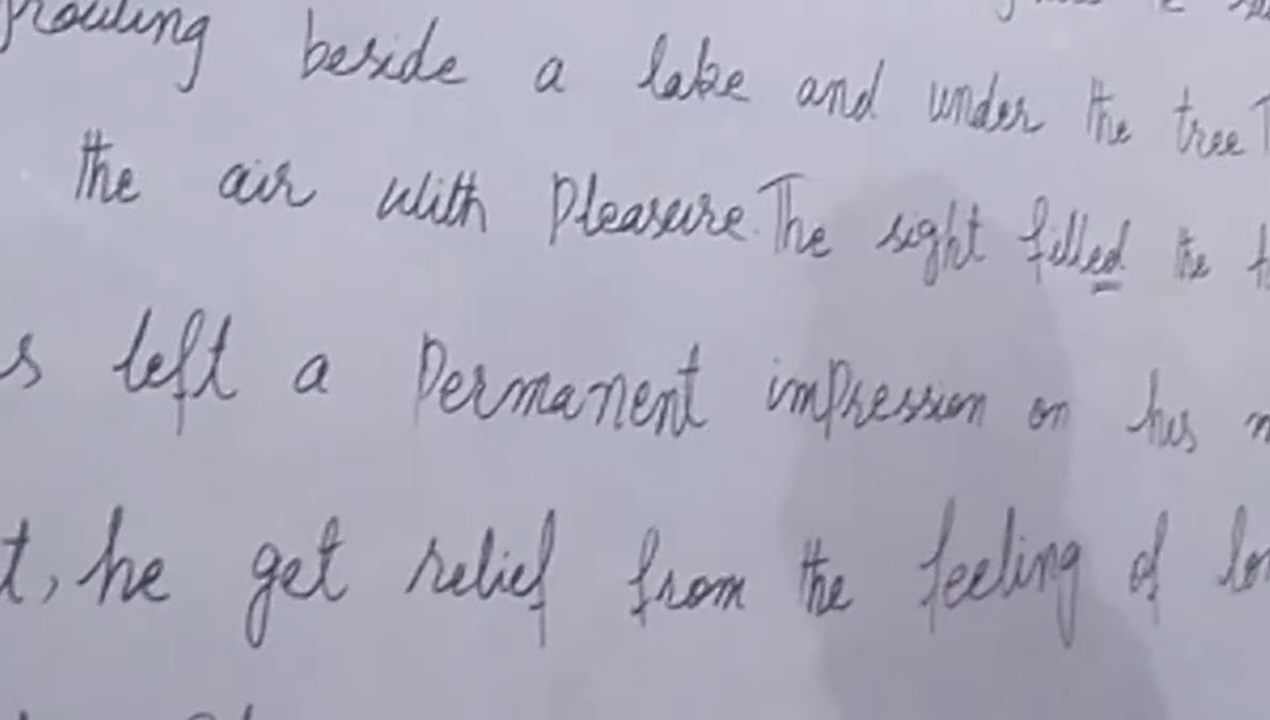 beside a lake and under the tree
the air with Pleasure. The sight filled the
left a Permanent impression on his
he get relief from the feeling of